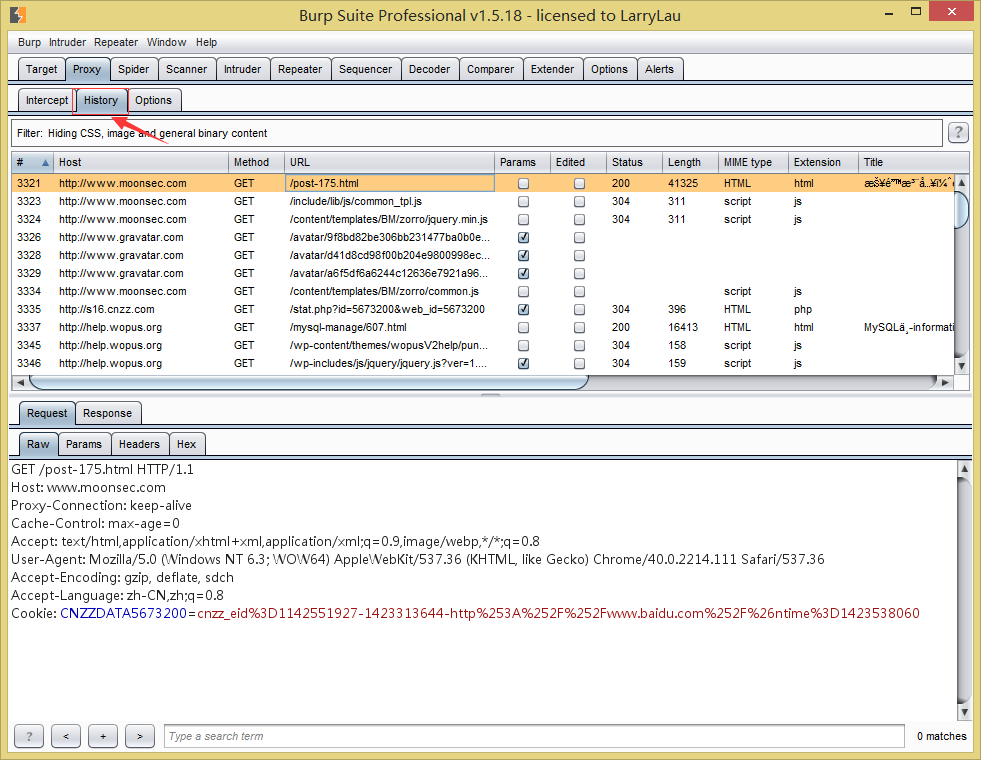 Burp Suite Professional v1.5.18 - licensed to LarryLau
Burp Intruder Repeater Window Help
Target Proxy Spider Scanner Intruder Repeater Sequencer Decoder Comparer Extender Options Alerts
Intercept History Options
Filter: Hiding CSS, image and general binary content ?
# Host Method URL Params Edited Status Length MIME type Extension Title
3321 http://www.moonsec.com GET /post-175.html 200 41325 HTML html
3323 http://www.moonsec.com GET /include/lib/js/common_tpl.js 304 311 script js
3324 http://www.moonsec.com GET /content/templates/BM/zorro/jquery.min.js 304 311 script js
3326 http://www.gravatar.com GET /avatar/9f8bd82be306bb231477ba0b0e...
3328 http://www.gravatar.com GET /avatar/d41d8cd98f00b204e9800998ec...
3329 http://www.gravatar.com GET /avatar/a6f5df6a6244c12636e7921a96...
3334 http://www.moonsec.com GET /content/templates/BM/zorro/common.js script js
3335 http://s16.cnzz.com GET /stat.php?id=5673200&web_id=5673200 304 396 HTML php
3337 http://help.wopus.org GET /mysql-manage/607.html 200 16413 HTML html MySQLä¸-informati
3345 http://help.wopus.org GET /wp-content/themes/wopusV2help/pun... 304 158 script js
3346 http://help.wopus.org GET /wp-includes/js/jquery/jquery.js?ver=1.... 304 159 script js
Request Response
Raw Params Headers Hex
GET /post-175.html HTTP/1.1
Host: www.moonsec.com
Proxy-Connection: keep-alive
Cache-Control: max-age=0
Accept: text/html,application/xhtml+xml,application/xml;q=0.9,image/webp,*/*;q=0.8
User-Agent: Mozilla/5.0 (Windows NT 6.3; WOW64) AppleWebKit/537.36 (KHTML, like Gecko) Chrome/40.0.2214.111 Safari/537.36
Accept-Encoding: gzip, deflate, sdch
Accept-Language: zh-CN,zh;q=0.8
Cookie: CNZZDATA5673200=cnzz_eid%3D1142551927-1423313644-http%253A%252F%252Fwww.baidu.com%252F%26ntime%3D1423538060
? < + > Type a search term 0 matches